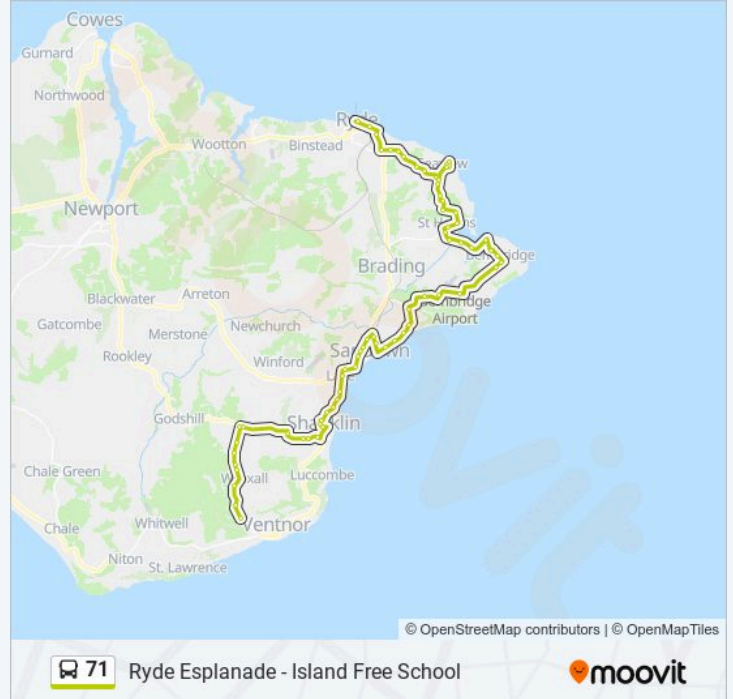 Cowes
Gurnard
Northwood
Ryde
Wootton
Binstead
Newport
Brading
Blackwater
Arreton
Airport
Gatcombe
Merstone
Newchurch
Rookley
Winford
Godshill
Chale Green
Luccombe
Chale
Whitwell
Ventnor
Niton
St. Lawrence
© OpenStreetMap contributors | © OpenMapTiles
71 Ryde Esplanade - Island Free School moovit